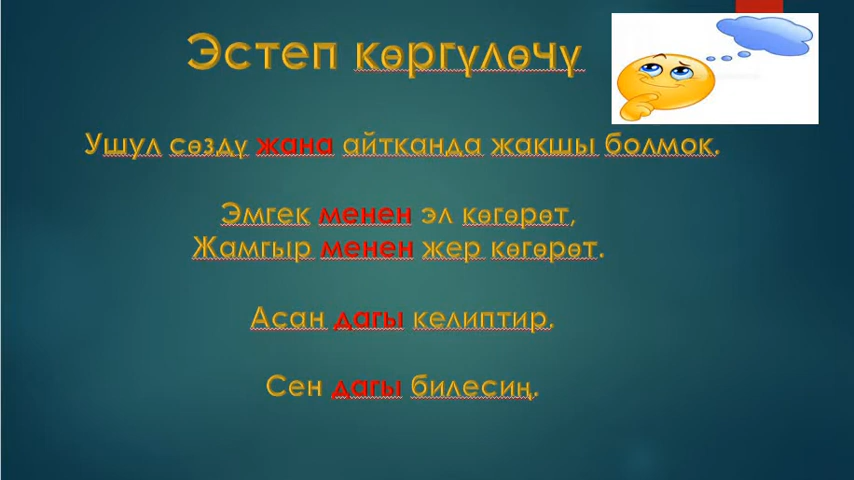 Эстеп көргүлөчү
Ушул сөздү жана айтканда жакшы болмок.
Эмгек менен эл көгөрөт,
Жамгыр менен жер көгөрөт.
Асан дагы келиптир.
Сен дагы билесиң.